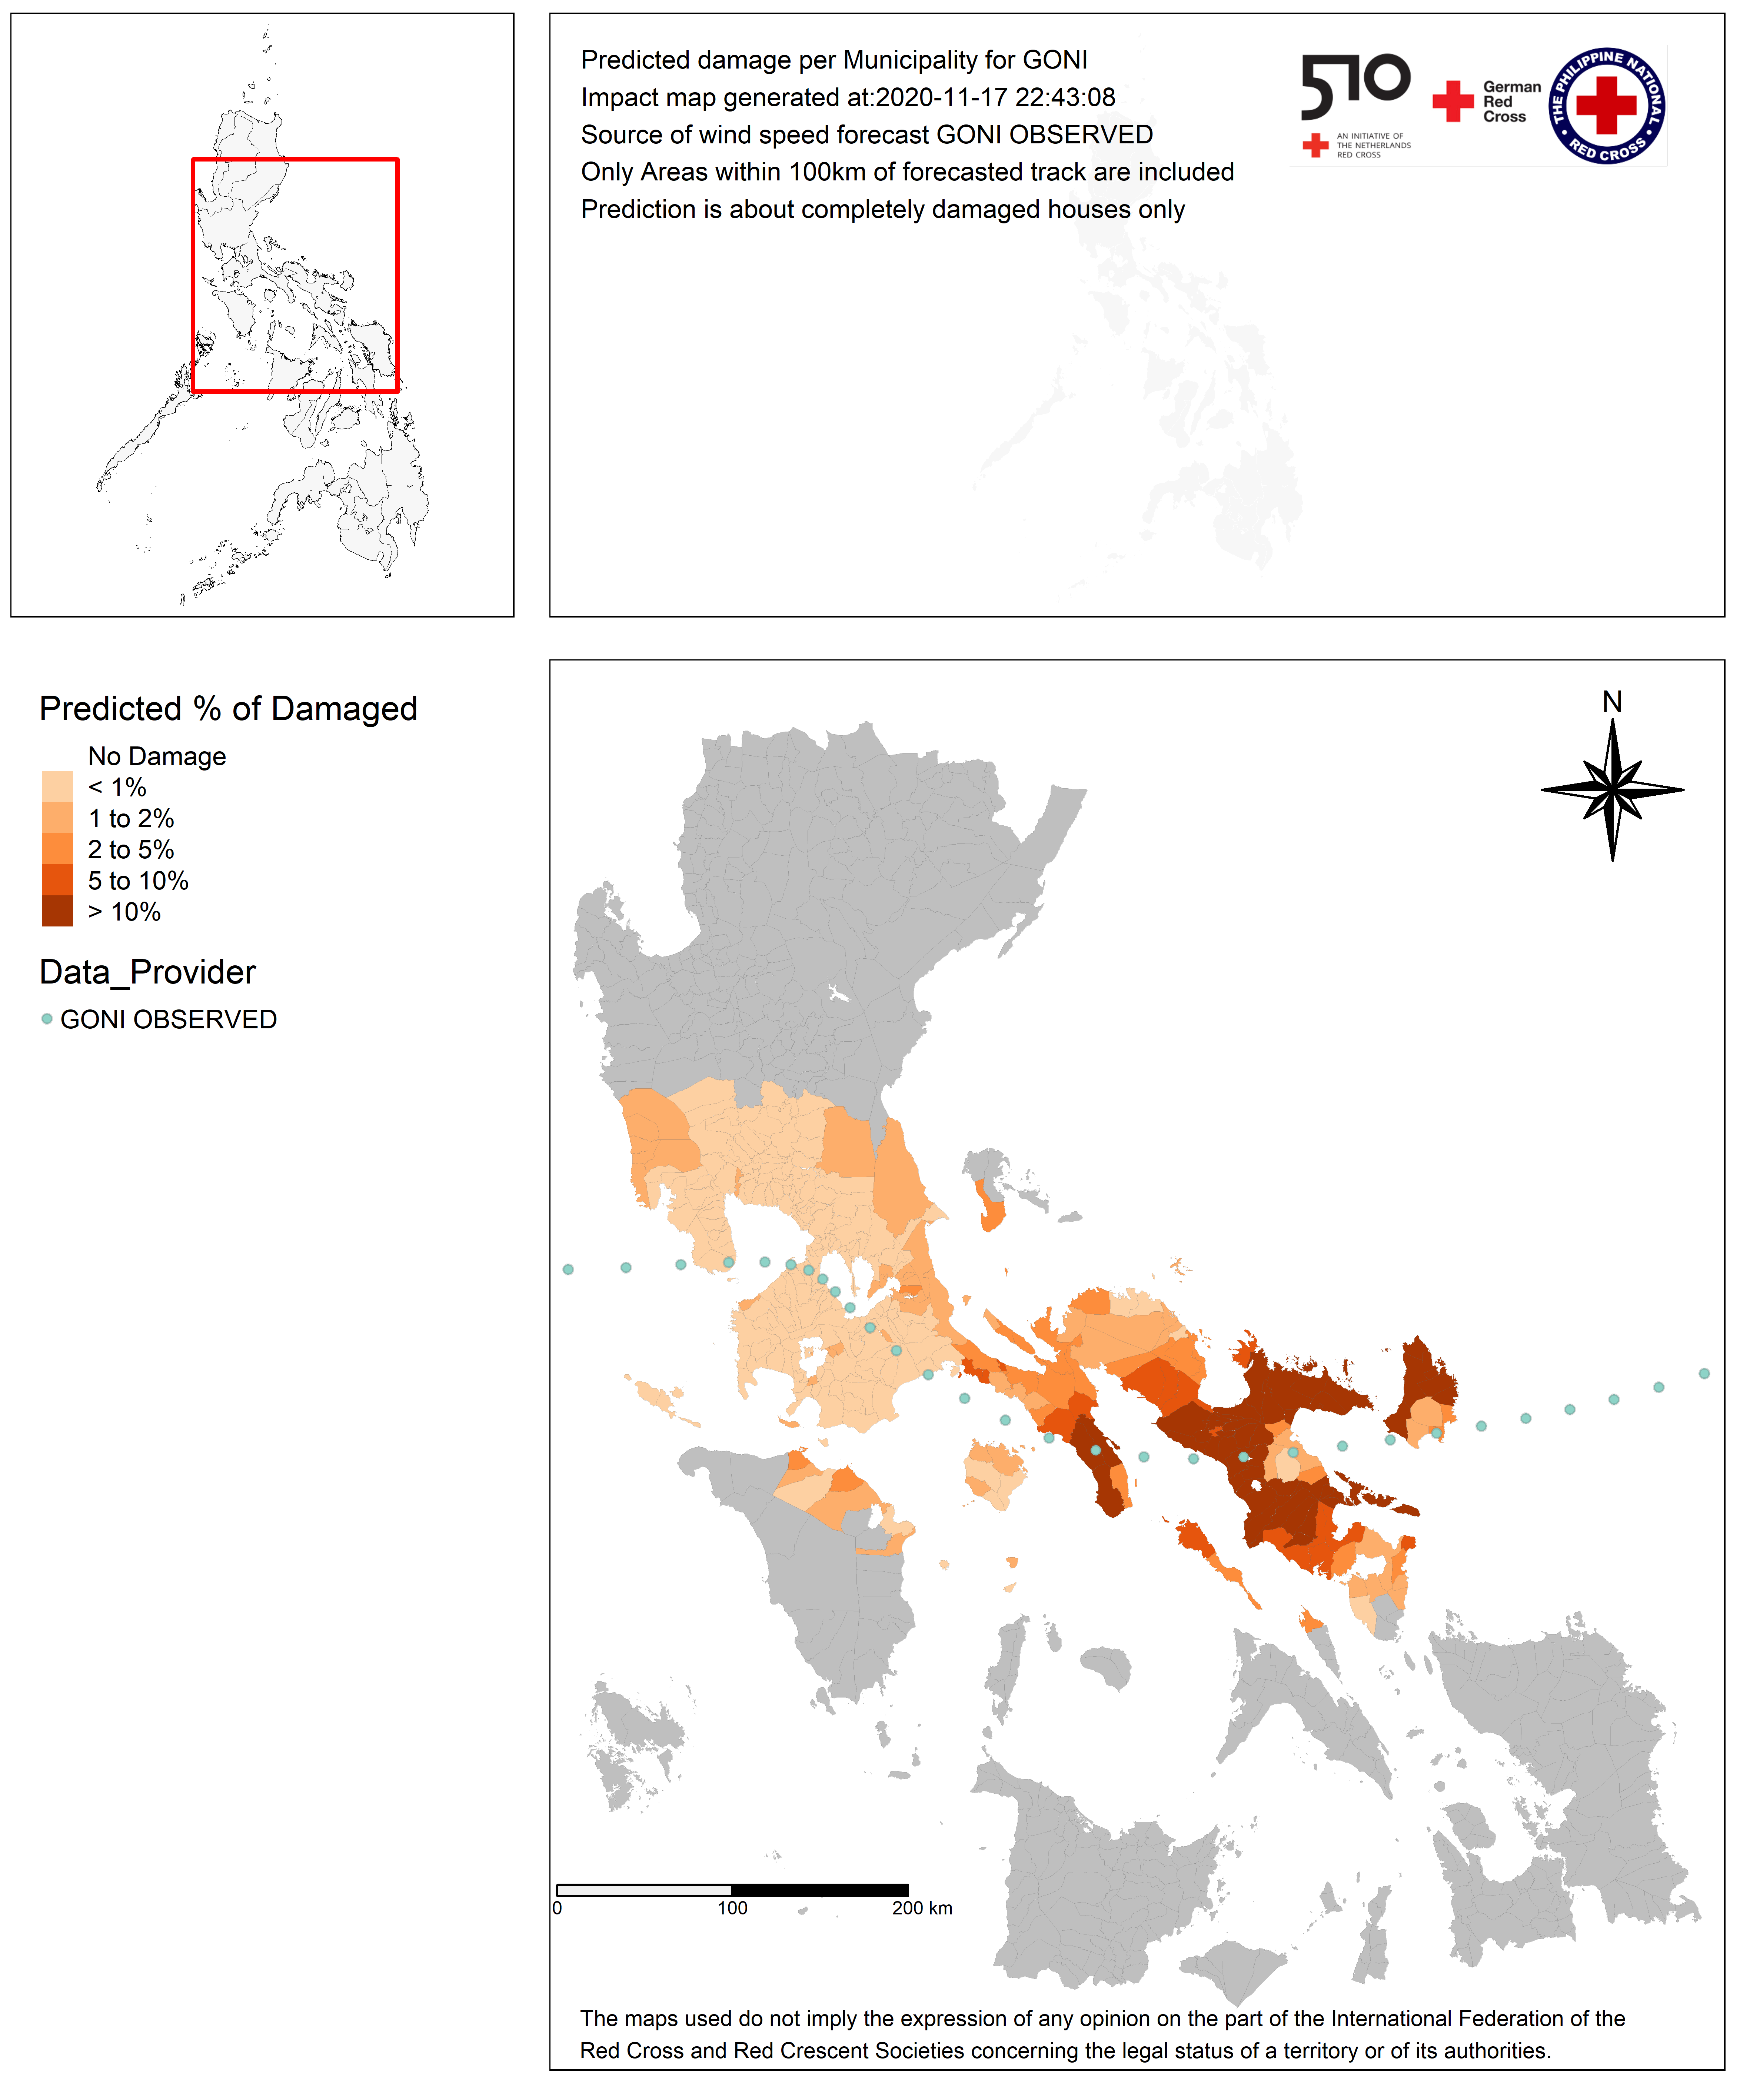 Predicted damage per Municipality for GONI
Impact map generated at:2020-11-17 22:43:08
Source of wind speed forecast GONI OBSERVED
Only Areas within 100km of forecasted track are included
Prediction is about completely damaged houses only
510
AN INITIATIVE OF
THE NETHERLANDS
RED CROSS
German
Red
Cross
THE PHILIPPINE NATIONAL
RED CROSS
Predicted % of Damaged
No Damage
< 1%
1 to 2%
2 to 5%
5 to 10%
> 10%
Data_Provider
GONI OBSERVED
N
0
100
200 km
The maps used do not imply the expression of any opinion on the part of the International Federation of the
Red Cross and Red Crescent Societies concerning the legal status of a territory or of its authorities.